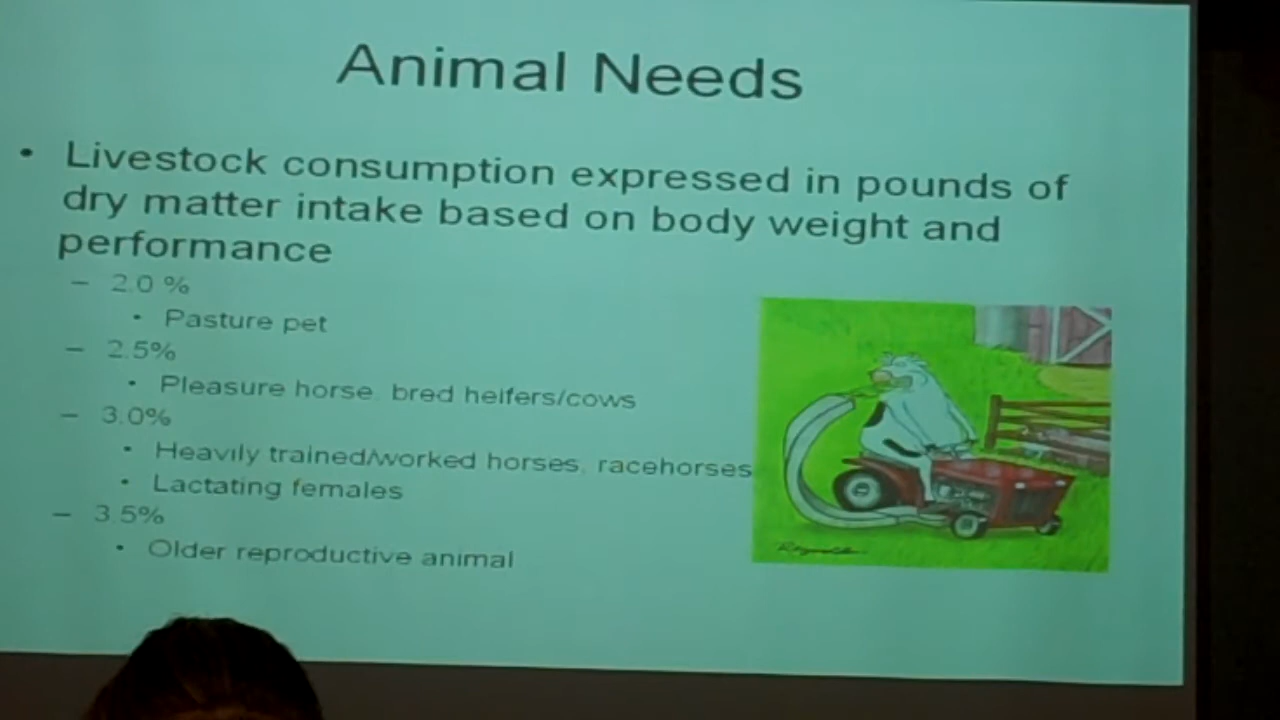 Animal Needs
• Livestock consumption expressed in pounds of
dry matter intake based on body weight and
performance
– 2.0 %
• Pasture pet
– 2.5%
• Pleasure horse, bred heifers/cows
– 3.0%
• Heavily trained/worked horses, racehorses
• Lactating females
– 3.5%
• Older reproductive animal